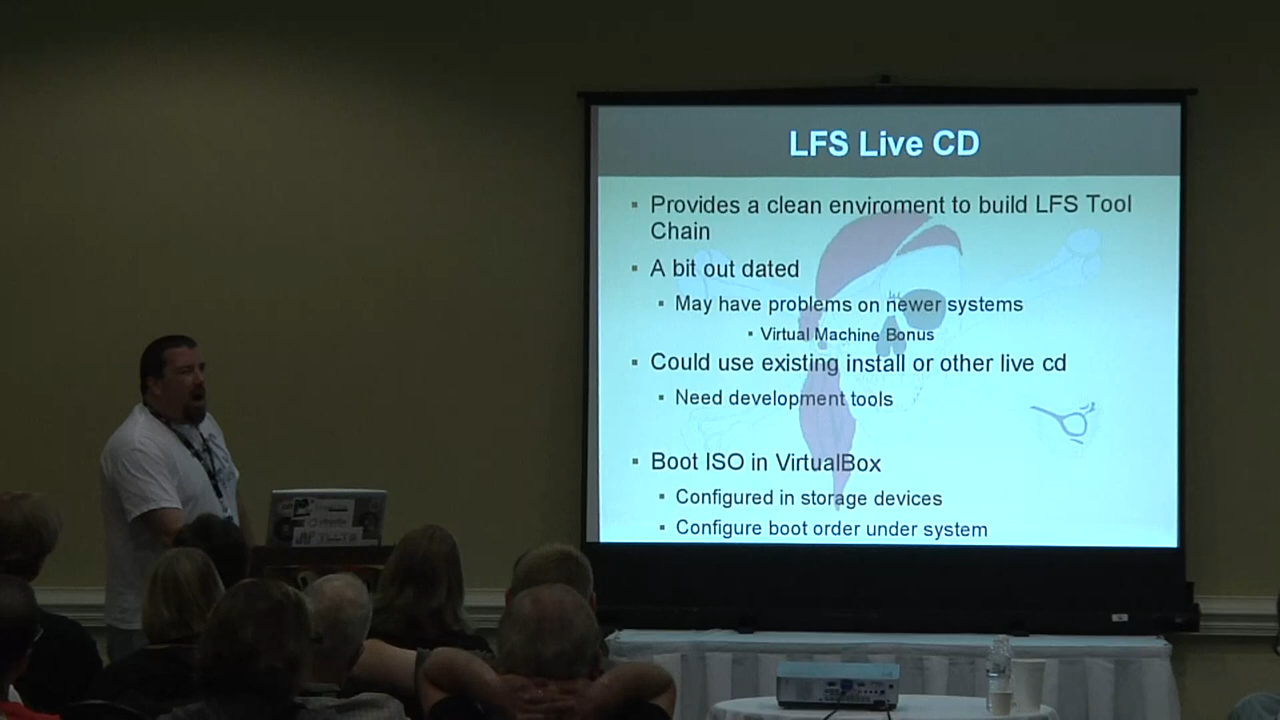 LFS Live CD
Provides a clean enviroment to build LFS Tool
Chain
A bit out dated
May have problems on newer systems
Virtual Machine Bonus
Could use existing install or other live cd
Need development tools
Boot ISO in VirtualBox
Configured in storage devices
Configure boot order under system